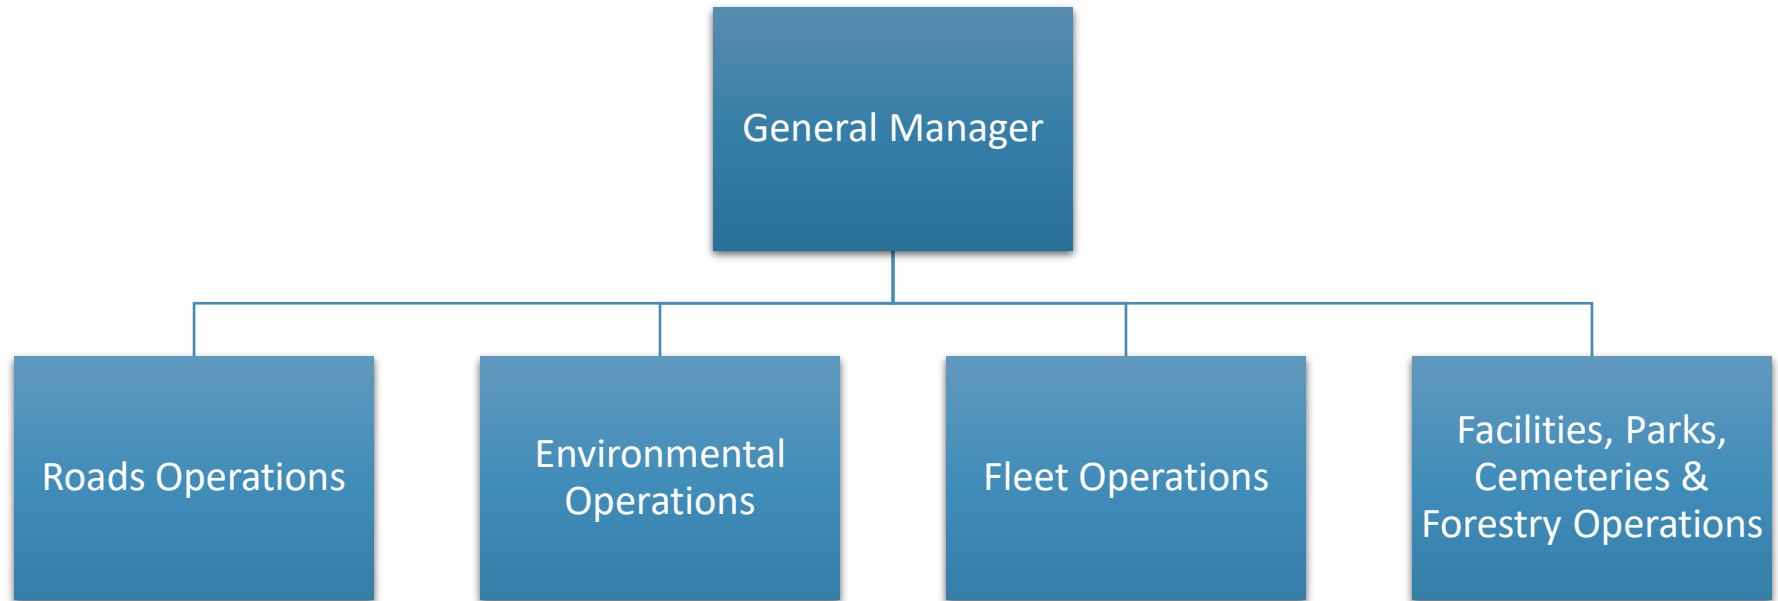 General Manager
Roads Operations
Environmental
Operations
Fleet Operations
Facilities, Parks,
Cemeteries &
Forestry Operations